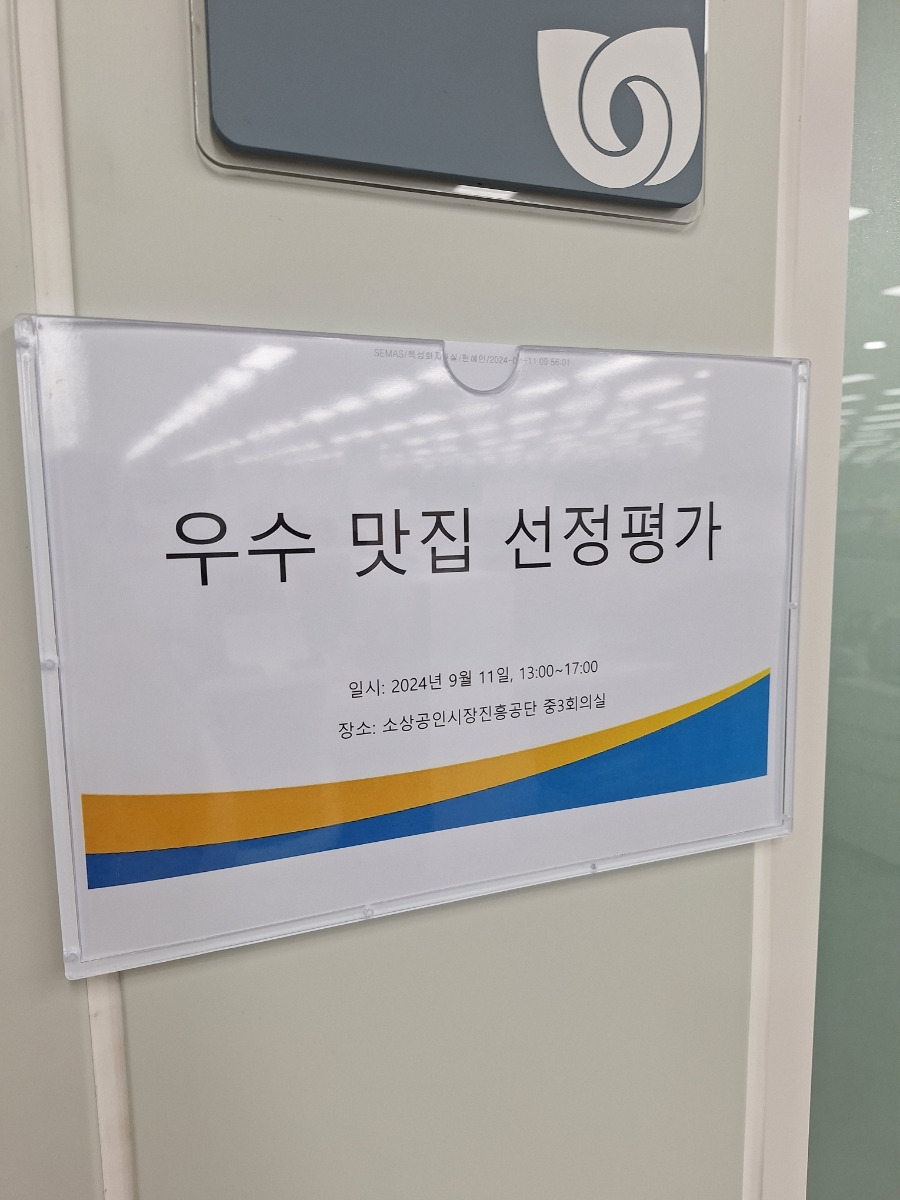 우수 맛집 선정평가
일시: 2024년 9월 11일, 13:00~17:00
장소: 소상공인시장진흥공단 중3회의실